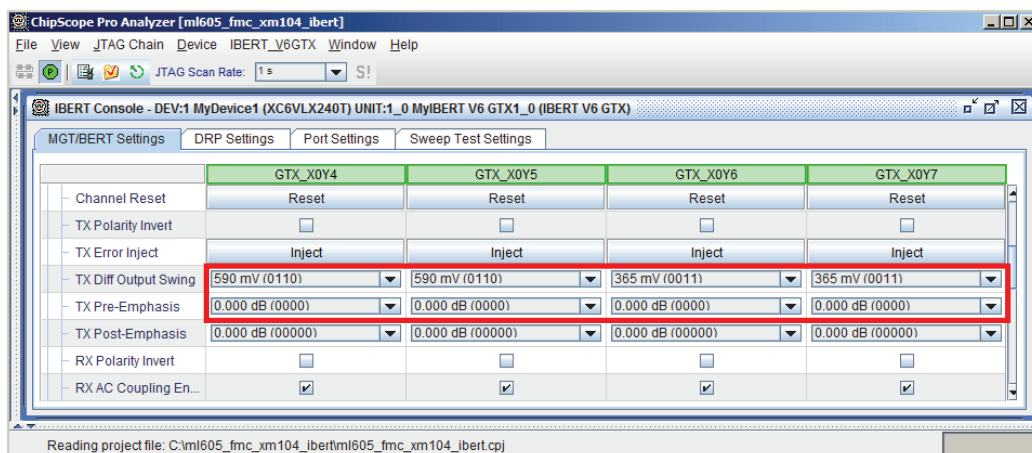 ChipScope Pro Analyzer [ml605_fmc_xm104_ibert]
File View JTAG Chain Device IBERT_V6GTX Window Help
JTAG Scan Rate: 1 s S!
IBERT Console - DEV:1 MyDevice1 (XC6VLX240T) UNIT:1_0 MyIBERT V6 GTX1_0 (IBERT V6 GTX)
MGT/BERT Settings DRP Settings Port Settings Sweep Test Settings
GTX_X0Y4 GTX_X0Y5 GTX_X0Y6 GTX_X0Y7
Channel Reset Reset Reset Reset Reset
TX Polarity Invert
TX Error Inject Inject Inject Inject Inject
TX Diff Output Swing 590 mV (0110) 590 mV (0110) 365 mV (0011) 365 mV (0011)
TX Pre-Emphasis 0.000 dB (0000) 0.000 dB (0000) 0.000 dB (0000) 0.000 dB (0000)
TX Post-Emphasis 0.000 dB (00000) 0.000 dB (00000) 0.000 dB (00000) 0.000 dB (00000)
RX Polarity Invert
RX AC Coupling En...
Reading project file: C:\ml605_fmc_xm104_ibert\ml605_fmc_xm104_ibert.cpj